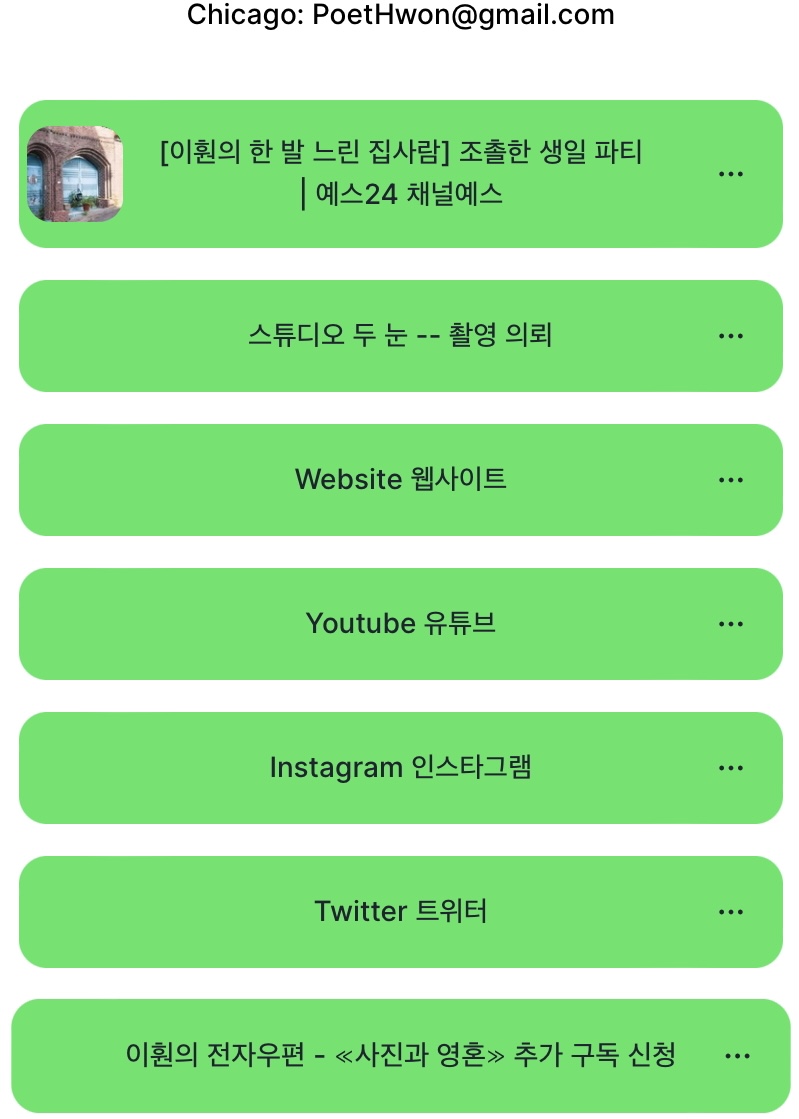 Chicago: PoetHwon@gmail.com
[이훤의 한 발 느린 집사람] 조촐한 생일 파티
| 예스24 채널예스
스튜디오 두 눈 -- 촬영 의뢰
Website 웹사이트
Youtube 유튜브
Instagram 인스타그램
Twitter 트위터
이훤의 전자우편 - ≪사진과 영혼≫ 추가 구독 신청